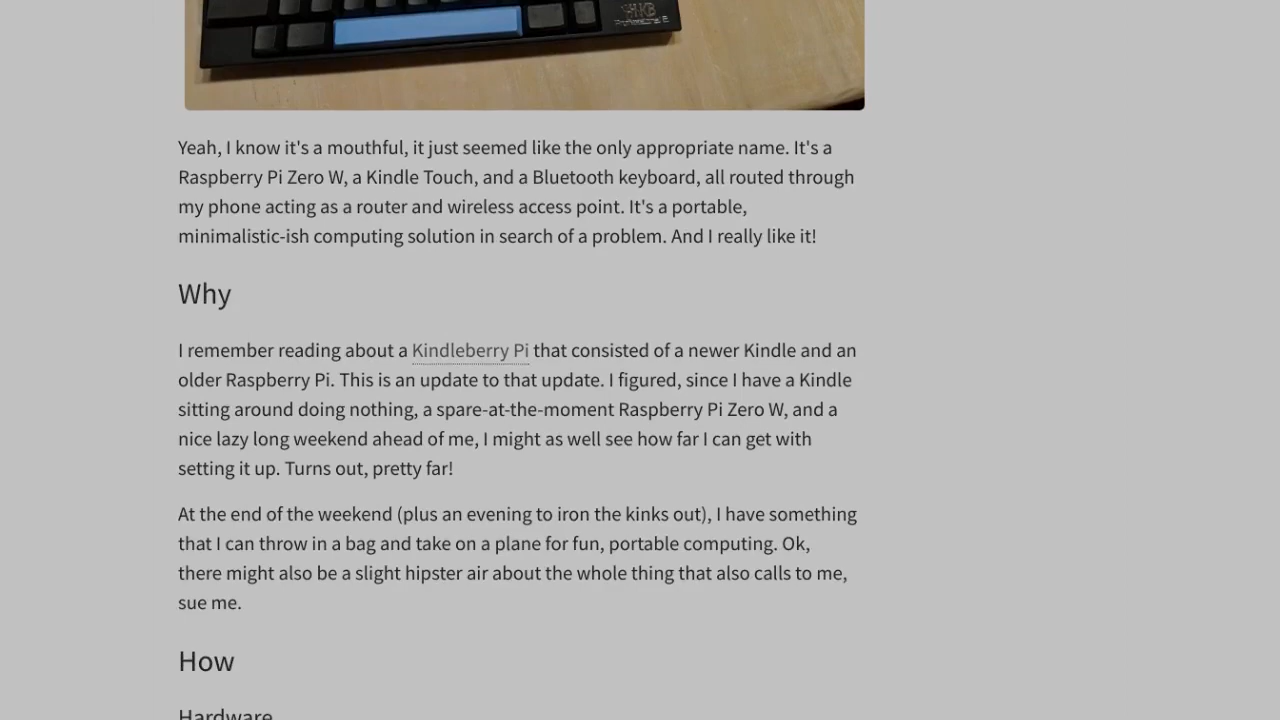 HHKB
Professional 2
Yeah, I know it's a mouthful, it just seemed like the only appropriate name. It's a
Raspberry Pi Zero W, a Kindle Touch, and a Bluetooth keyboard, all routed through
my phone acting as a router and wireless access point. It's a portable,
minimalistic-ish computing solution in search of a problem. And I really like it!
Why
I remember reading about a Kindleberry Pi that consisted of a newer Kindle and an
older Raspberry Pi. This is an update to that update. I figured, since I have a Kindle
sitting around doing nothing, a spare-at-the-moment Raspberry Pi Zero W, and a
nice lazy long weekend ahead of me, I might as well see how far I can get with
setting it up. Turns out, pretty far!
At the end of the weekend (plus an evening to iron the kinks out), I have something
that I can throw in a bag and take on a plane for fun, portable computing. Ok,
there might also be a slight hipster air about the whole thing that also calls to me,
sue me.
How
Hardware